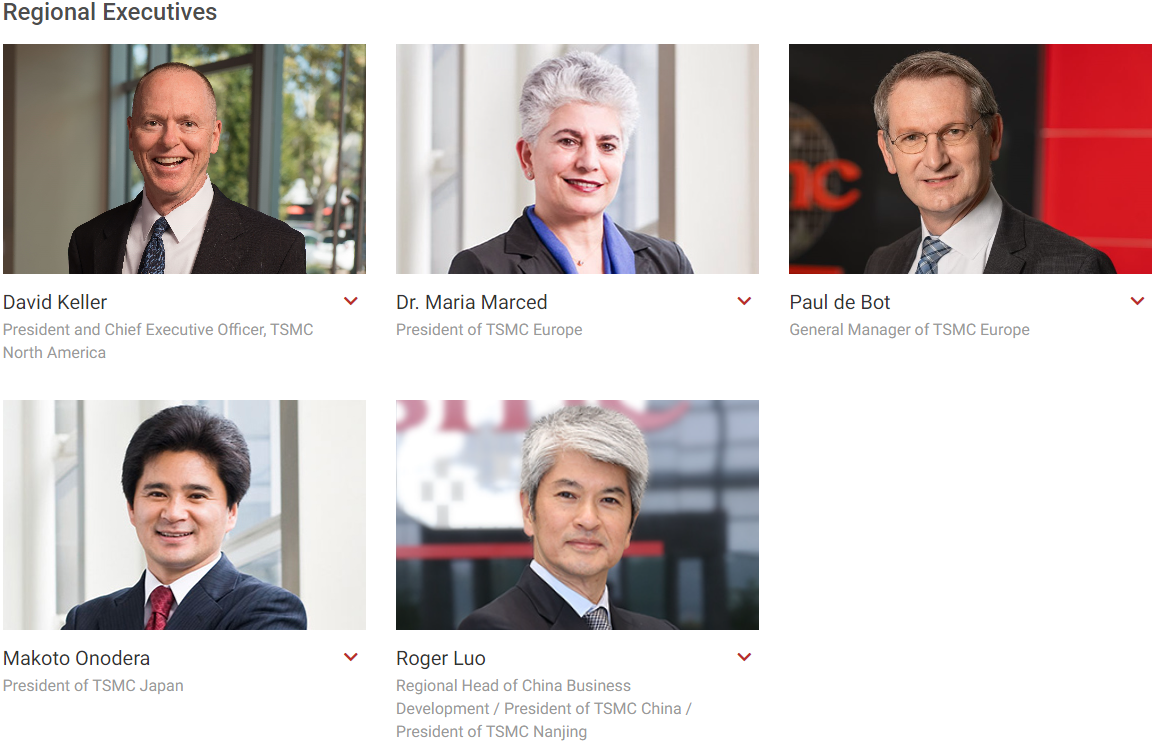 Regional Executives
mc
David Keller
Dr. Maria Marced
Paul de Bot
President and Chief Executive Officer, TSMC
President of TSMC Europe
General Manager of TSMC Europe
North America
smc
Makoto Onodera
Roger Luo
President of TSMC Japan
Regional Head of China Business
Development / President of TSMC China /
President of TSMC Nanjing